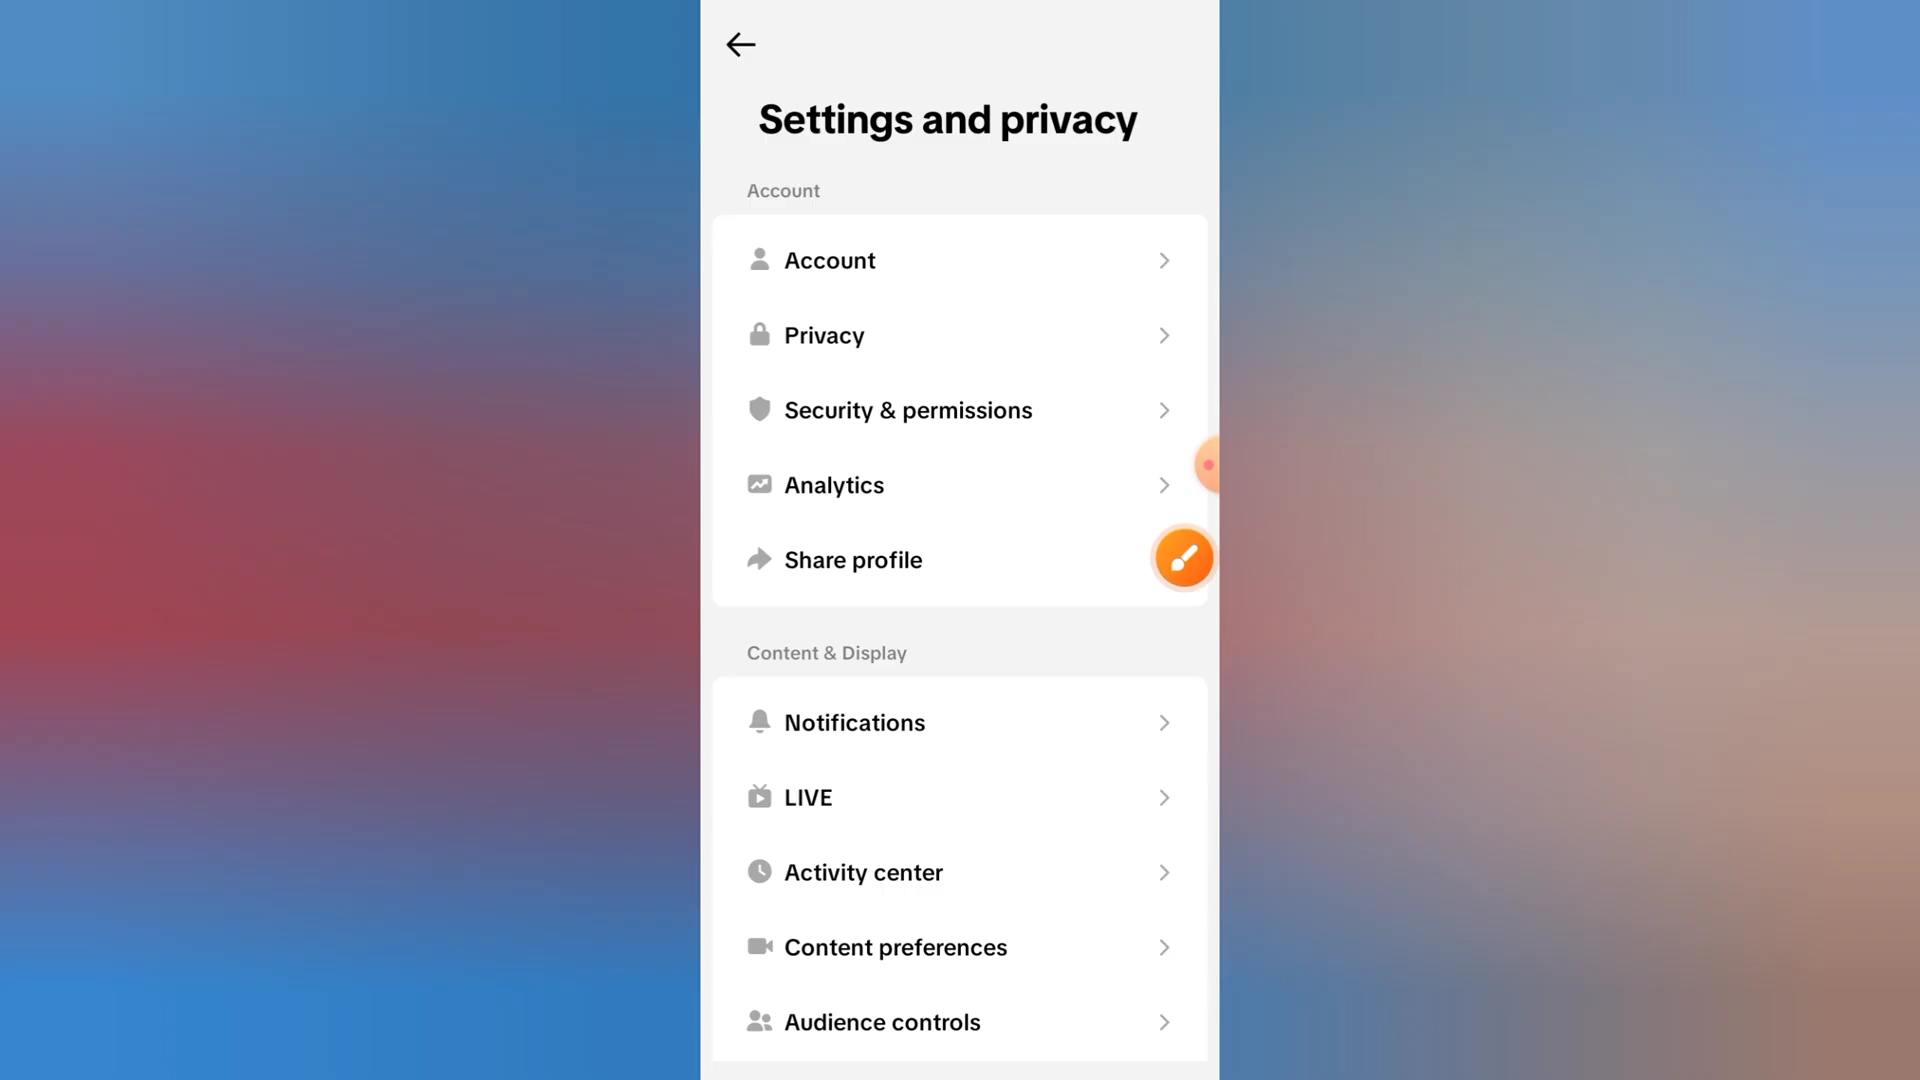 Settings and privacy
Account
Account
Privacy
Security & permissions
Analytics
Share profile
Content & Display
Notifications
LIVE
Activity center
Content preferences
Audience controls